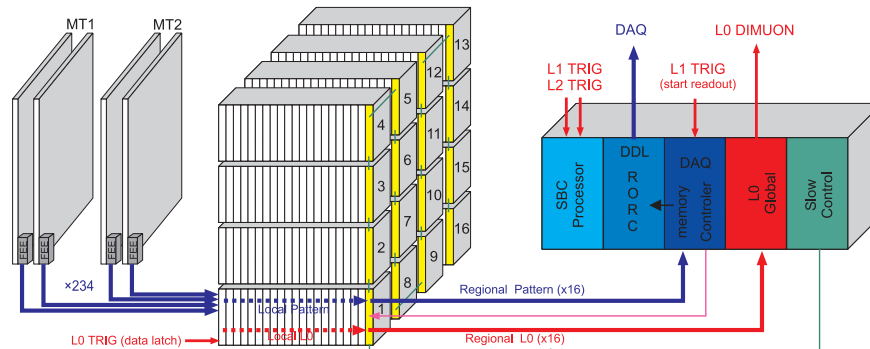 MT1
MT2
FEE
FEE
FEE
FEE
×234
L0 TRIG (data latch)
4
3
2
1
5
6
7
8
12
11
10
9
13
14
15
16
Local Pattern
Local L0
Regional Pattern (x16)
Regional L0 (x16)
DAQ
L0 DIMUON
L1 TRIG
L2 TRIG
L1 TRIG
(start readout)
SBC
Processor
DDL
RORC
DAQ
memory
Controler
L0
Global
Slow
Control